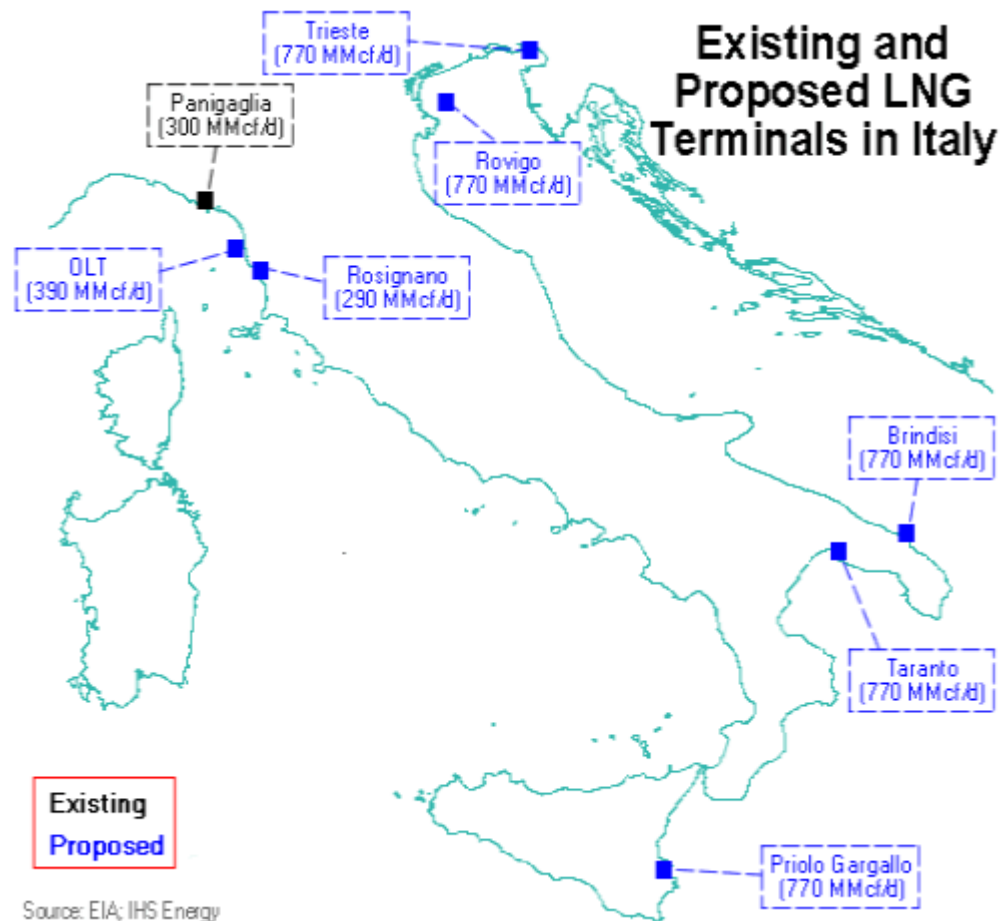 Existing and
Proposed LNG
Terminals in Italy
Trieste
(770 MMcf/d)
Panigaglia
(300 MMcf/d)
Rovigo
(770 MMcf/d)
OLT
(390 MMcf/d)
Rosignano
(290 MMcf/d)
Brindisi
(770 MMcf/d)
Taranto
(770 MMcf/d)
Priolo Gargallo
(770 MMcf/d)
Existing
Proposed
Source: EIA; IHS Energy